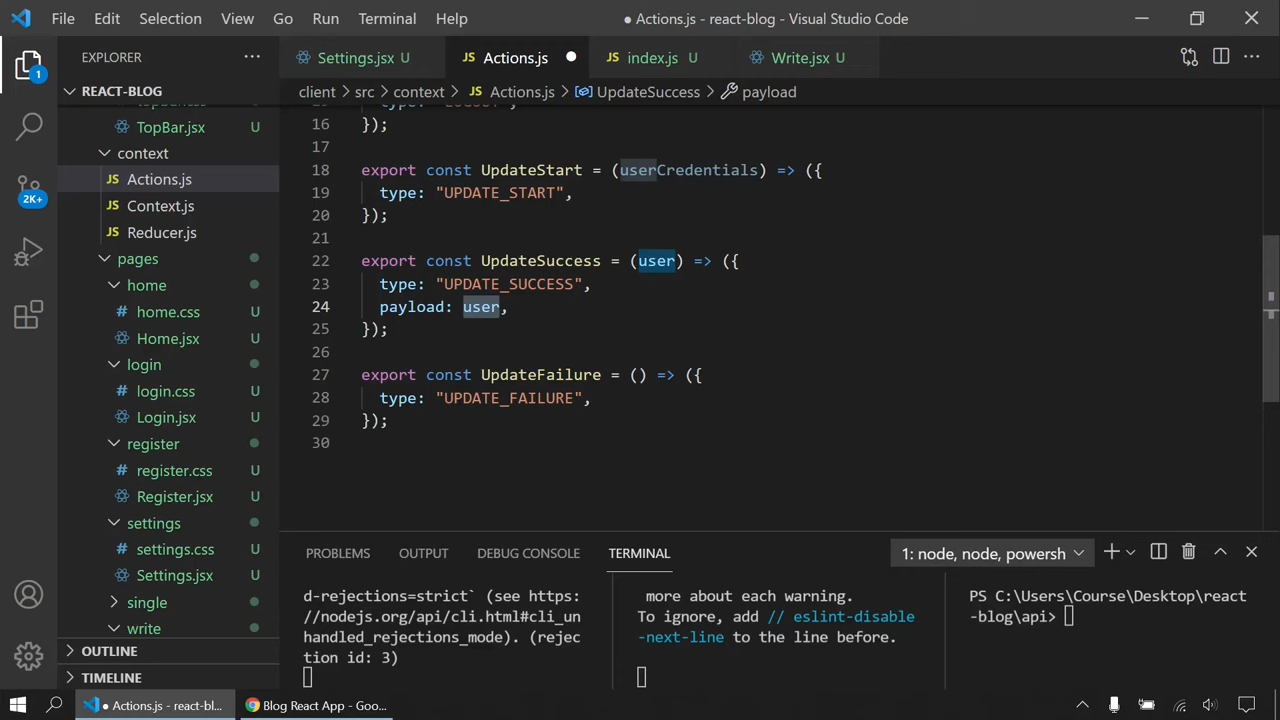 File Edit Selection View Go Run Terminal Help ● Actions.js - react-blog - Visual Studio Code
EXPLORER ···
Settings.jsx U
JS Actions.js ●
JS index.js U
Write.jsx U
1
REACT-BLOG
client > src > context > JS Actions.js > UpdateSuccess > payload
TopBar.jsx U
context
JS Actions.js
JS Context.js
JS Reducer.js
pages
home
# home.css U
Home.jsx U
login
# login.css U
Login.jsx U
register
# register.css U
Register.jsx U
settings
# settings.css U
Settings.jsx U
single
write
OUTLINE
TIMELINE
2K+
16 });
17
18 export const UpdateStart = (userCredentials) => ({
19 type: "UPDATE_START",
20 });
21
22 export const UpdateSuccess = (user) => ({
23 type: "UPDATE_SUCCESS",
24 payload: user,
25 });
26
27 export const UpdateFailure = () => ({
28 type: "UPDATE_FAILURE",
29 });
30
PROBLEMS OUTPUT DEBUG CONSOLE TERMINAL 1: node, node, powersh
d-rejections=strict` (see https:
//nodejs.org/api/cli.html#cli_un
handled_rejections_mode). (rejec
tion id: 3)
more about each warning.
To ignore, add // eslint-disable
-next-line to the line before.
PS C:\Users\Course\Desktop\react
-blog\api>
● Actions.js - react-bl...
Blog React App - Goo...